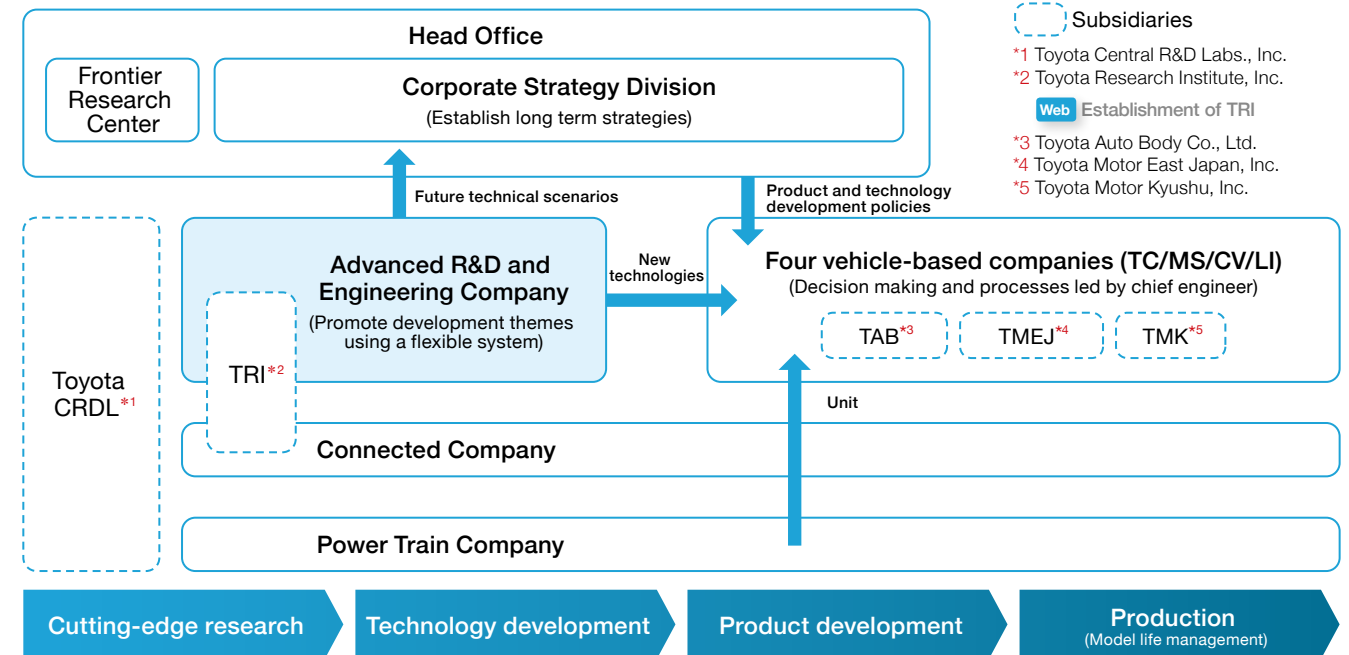 Head Office
Frontier
Research
Center
Corporate Strategy Division
(Establish long term strategies)
Subsidiaries
*1 Toyota Central R&D Labs., Inc.
*2 Toyota Research Institute, Inc.
Web Establishment of TRI
*3 Toyota Auto Body Co., Ltd.
*4 Toyota Motor East Japan, Inc.
*5 Toyota Motor Kyushu, Inc.
Future technical scenarios
Product and technology
development policies
Toyota
CRDL*1
Advanced R&D and
Engineering Company
(Promote development themes
using a flexible system)
TRI*2
New
technologies
Four vehicle-based companies (TC/MS/CV/LI)
(Decision making and processes led by chief engineer)
TAB*3
TMEJ*4
TMK*5
Unit
Connected Company
Power Train Company
Cutting-edge research
Technology development
Product development
Production
(Model life management)